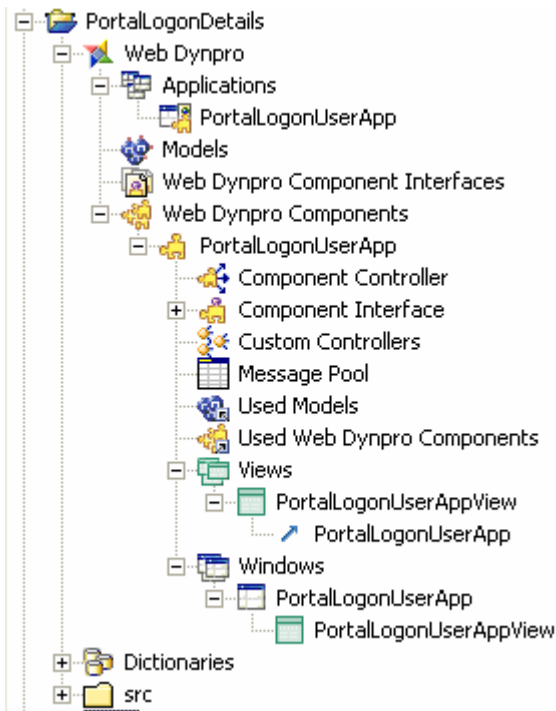 PortalLogonDetails
Web Dynpro
Applications
PortalLogonUserApp
Models
Web Dynpro Component Interfaces
Web Dynpro Components
PortalLogonUserApp
Component Controller
Component Interface
Custom Controllers
Message Pool
Used Models
Used Web Dynpro Components
Views
PortalLogonUserAppView
PortalLogonUserApp
Windows
PortalLogonUserApp
PortalLogonUserAppView
Dictionaries
src